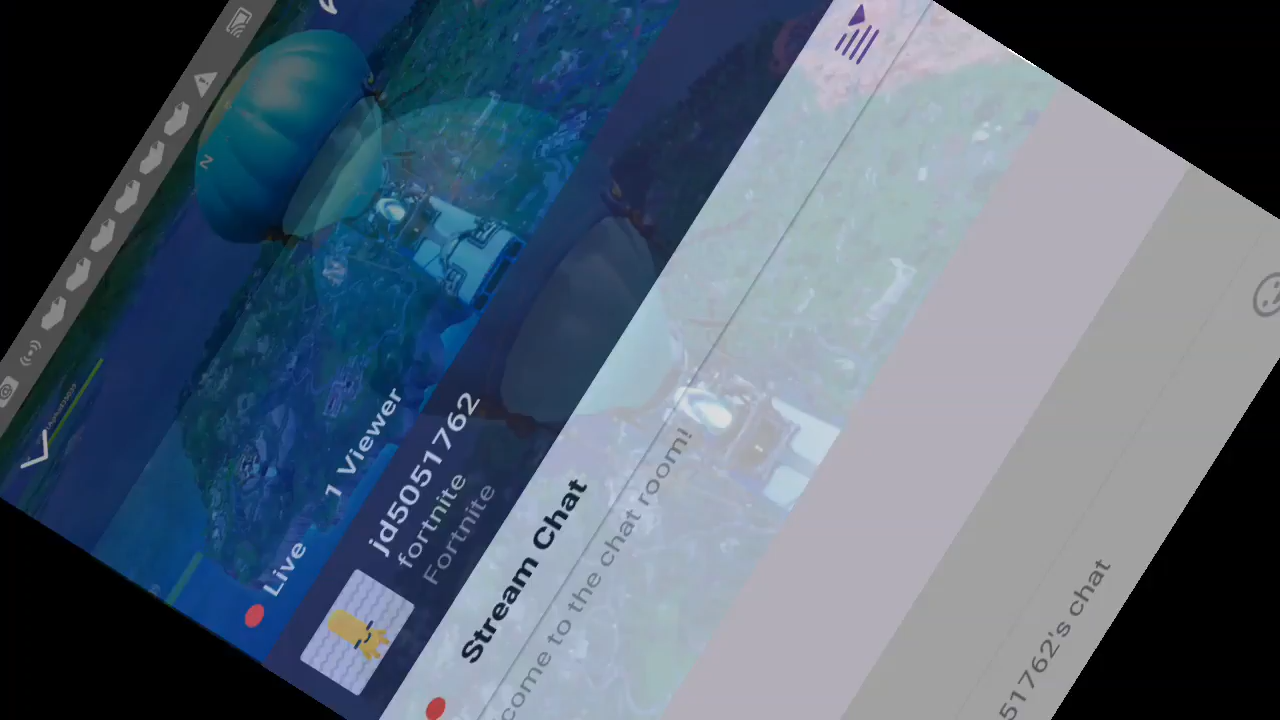 Live 1 Viewer
jd5051762
fortnite
Fortnite
Stream Chat
come to the chat room!
51762's chat